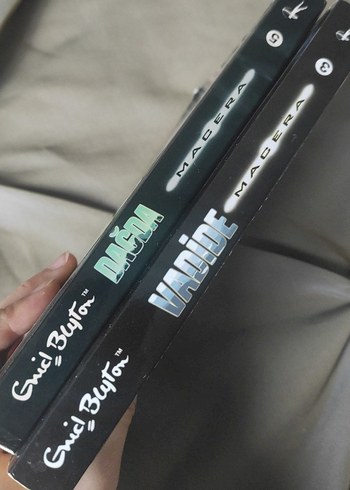 Enid Blyton™
DAĞDA
MACERA
5
Enid Blyton™
VADİDE
MACERA
3